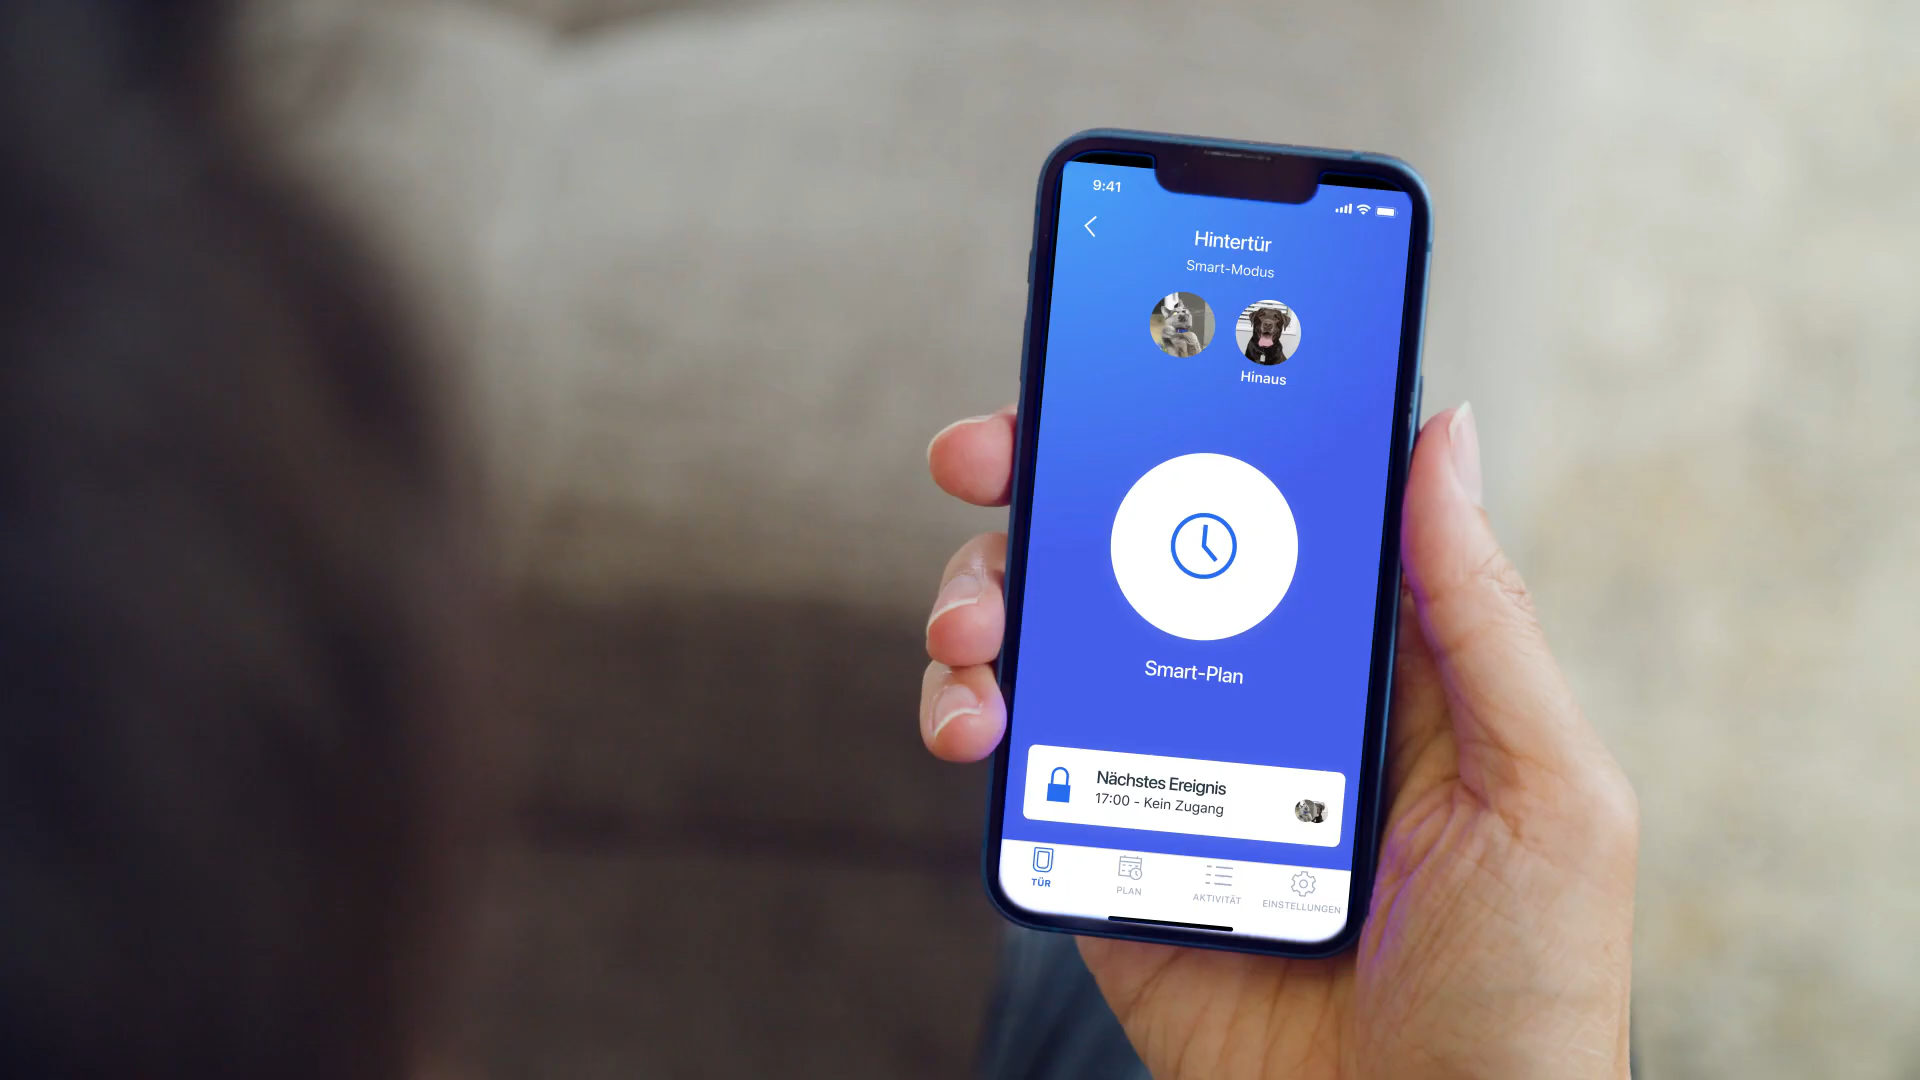 9:41
Hintertür
Smart-Modus
Hinaus
Smart-Plan
Nächstes Ereignis
17:00 - Kein Zugang
TÜR
PLAN
AKTIVITÄT
EINSTELLUNGEN